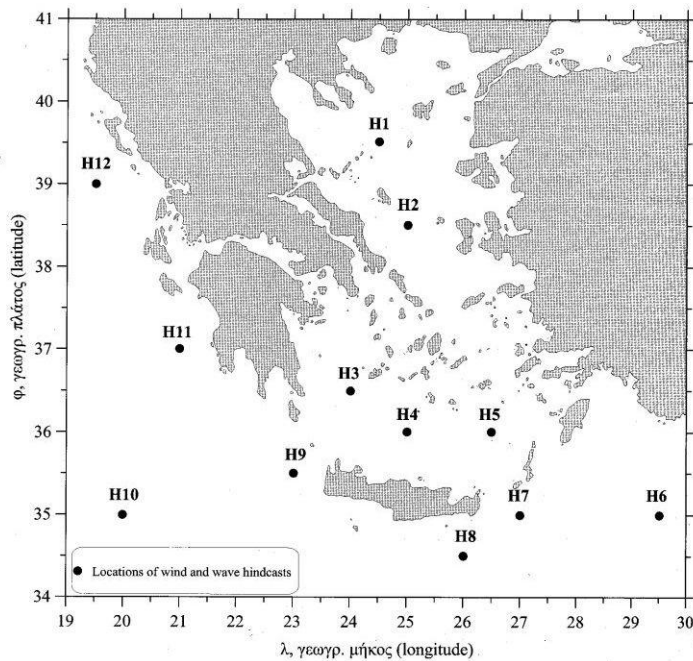 41
40
39
38
37
36
35
34
φ, γεωγρ. πλάτος (latitude)
H1
H12
H2
H11
H3
H4
H5
H9
H10
H7
H6
H8
Locations of wind and wave hindcasts
19 20 21 22 23 24 25 26 27 28 29 30
λ, γεωγρ. μήκος (longitude)